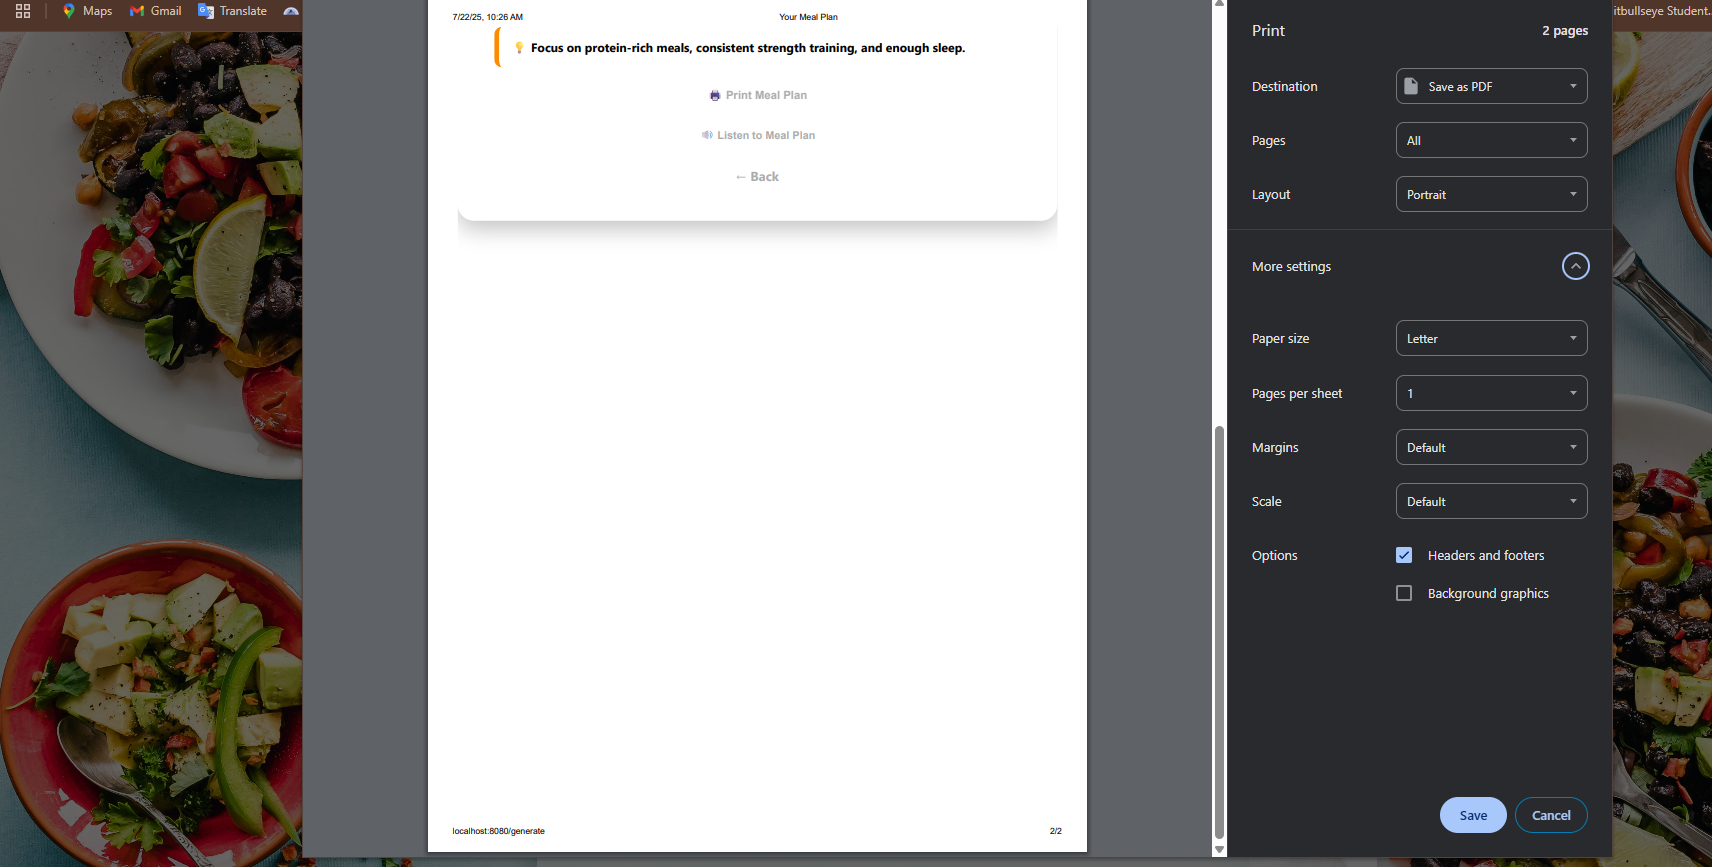 Maps Gmail Translate
itbullseye Student.
7/22/25, 10:26 AM Your Meal Plan
💡 Focus on protein-rich meals, consistent strength training, and enough sleep.
🖨️ Print Meal Plan
🔊 Listen to Meal Plan
← Back
localhost:8080/generate 2/2
Print 2 pages
Destination Save as PDF
Pages All
Layout Portrait
More settings
Paper size Letter
Pages per sheet 1
Margins Default
Scale Default
Options Headers and footers
Background graphics
Save Cancel